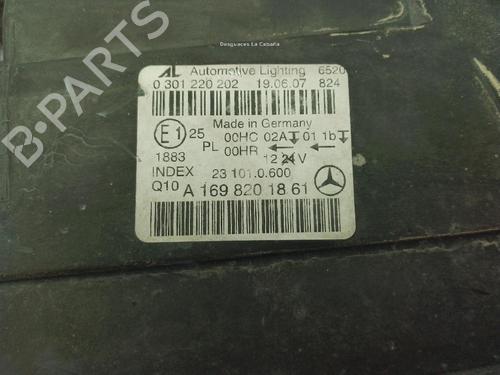 Desguaces La Cabaña
AL Automotive Lighting 6520
0 301 220 202 19.06.07 824
Made in Germany
E1 25 00HC 02A 01 1b
PL 00HR
1883 12 24 V
INDEX 23 101.0.600
Q10 A 169 820 18 61
B-PARTS